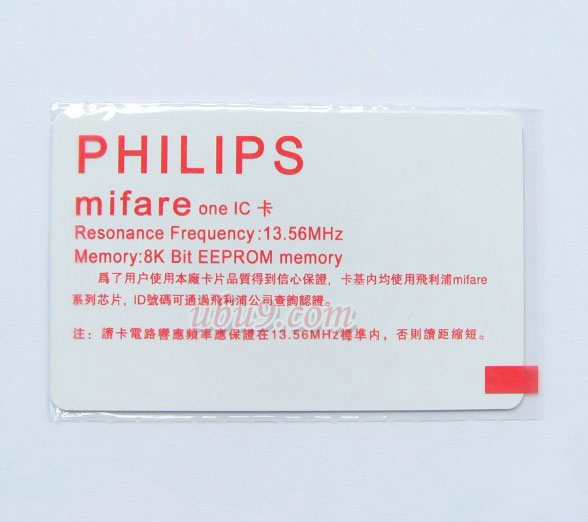 PHILIPS
mifare one IC 卡
Resonance Frequency:13.56MHz
Memory:8K Bit EEPROM memory
爲了用户使用本廠卡片品質得到信心保證，卡基内均使用飛利浦mifare
系列芯片，ID號碼可通過飛利浦公司查詢認證。
ubu9.com
注：讀卡電路響應頻率應保證在13.56MHz標準内，否則讀距縮短。